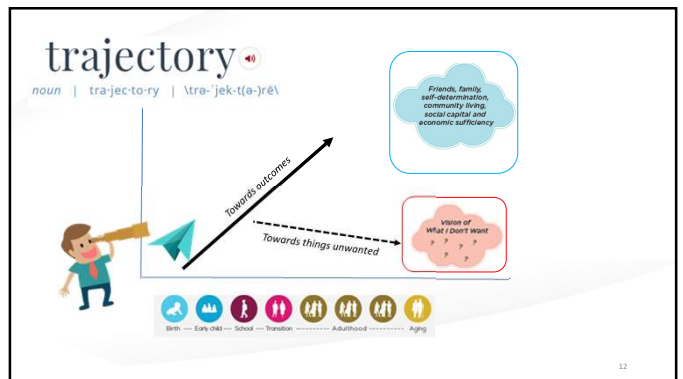 trajectory
noun | tra·jec·to·ry | \trə-ˈjek-t(ə-)rē\
Friends, family,
self-determination,
community living,
social capital and
economic sufficiency
Towards outcomes
Vision of
What I Don't Want
? ? ? ?
? ?
Towards things unwanted
Birth --- Early child --- School --- Transition --------- Adulthood --------- Aging
12